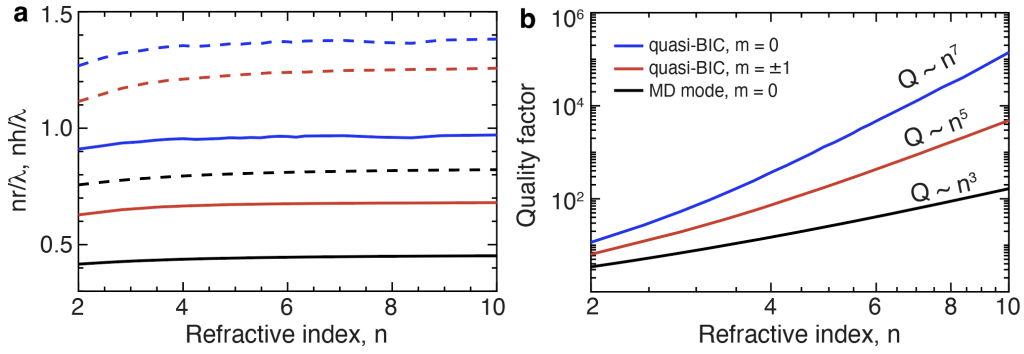 a
1.5
1.0
0.5
nr/λ, nh/λ
2 4 6 8 10
Refractive index, n
b
10⁶
10⁴
10²
Quality factor
quasi-BIC, m = 0
quasi-BIC, m = ±1
MD mode, m = 0
Q ~ n⁷
Q ~ n⁵
Q ~ n³
2 4 6 8 10
Refractive index, n